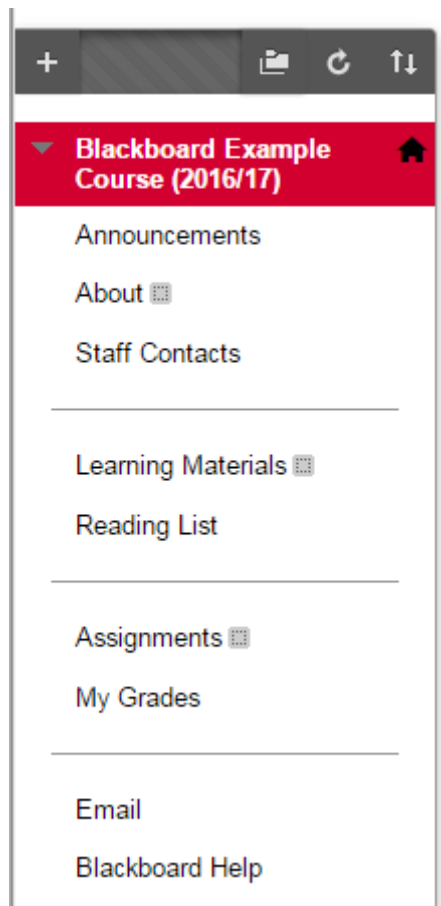 Blackboard Example
Course (2016/17)
Announcements
About
Staff Contacts
Learning Materials
Reading List
Assignments
My Grades
Email
Blackboard Help